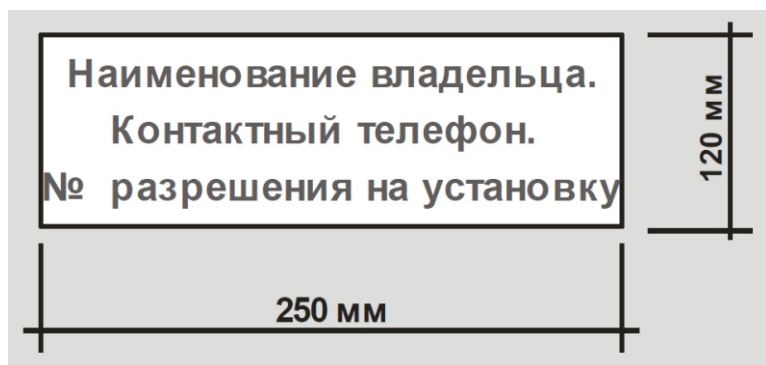 Наименование владельца.
Контактный телефон.
№ разрешения на установку
120 мм
250 мм